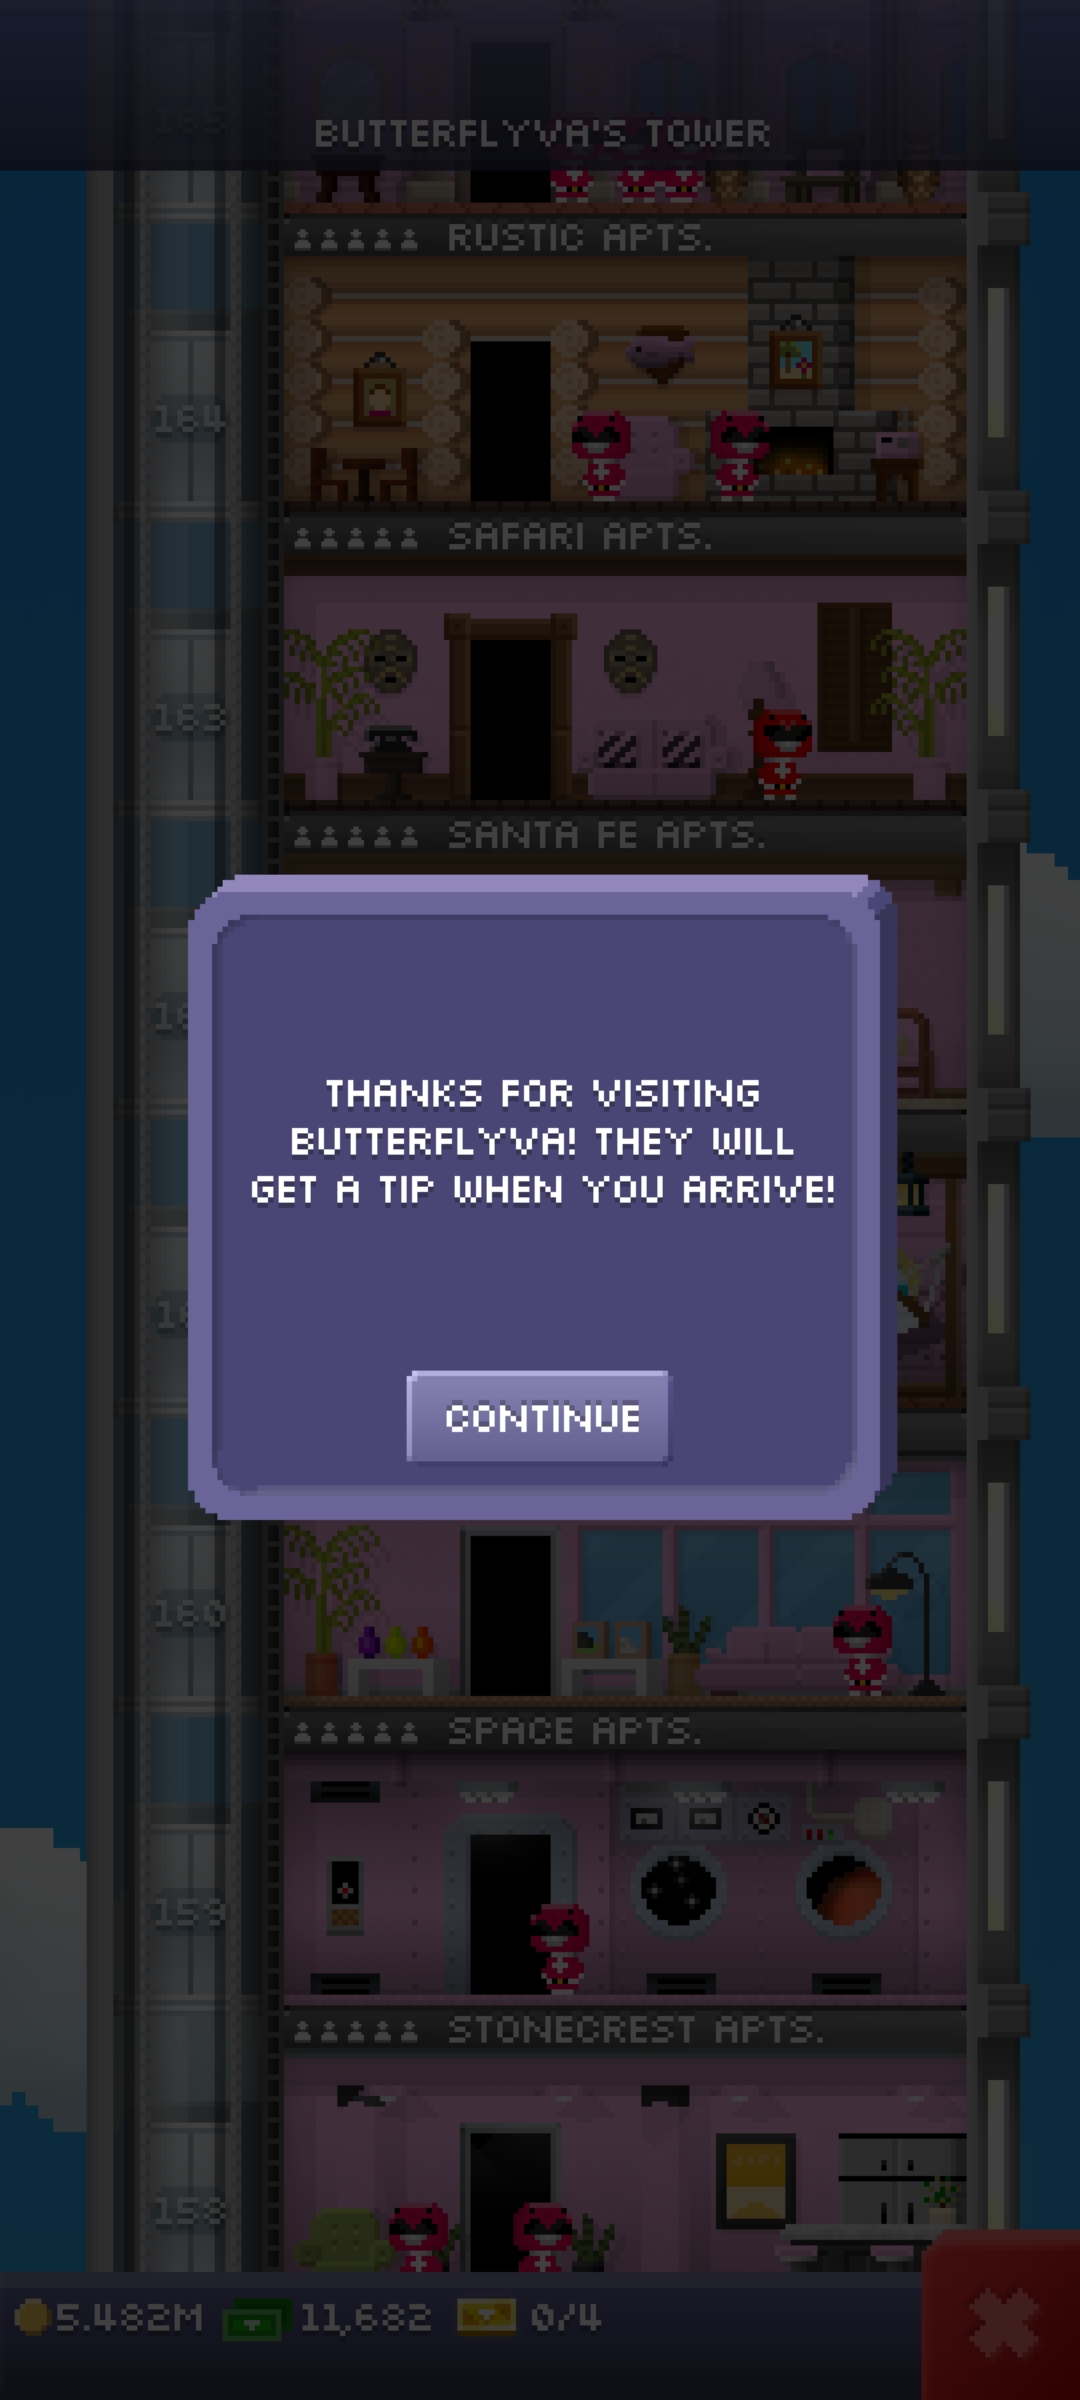 BUTTERFLYVA'S TOWER
RUSTIC APTS.
164
SAFARI APTS.
163
SANTA FE APTS.
THANKS FOR VISITING
BUTTERFLYVA! THEY WILL
GET A TIP WHEN YOU ARRIVE!
CONTINUE
160
SPACE APTS.
159
STONECREST APTS.
158
5.482M 11,682 0/4